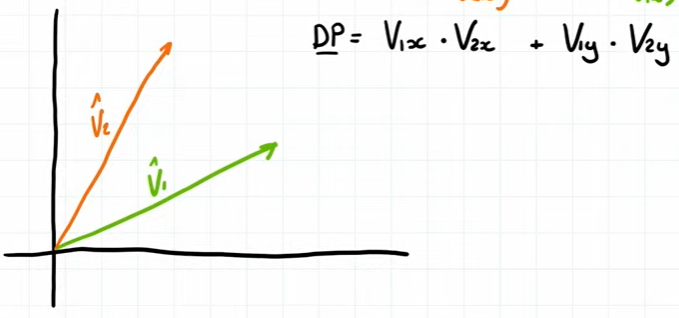 DP = V1x · V2x + V1y · V2y
V̂2
V̂1